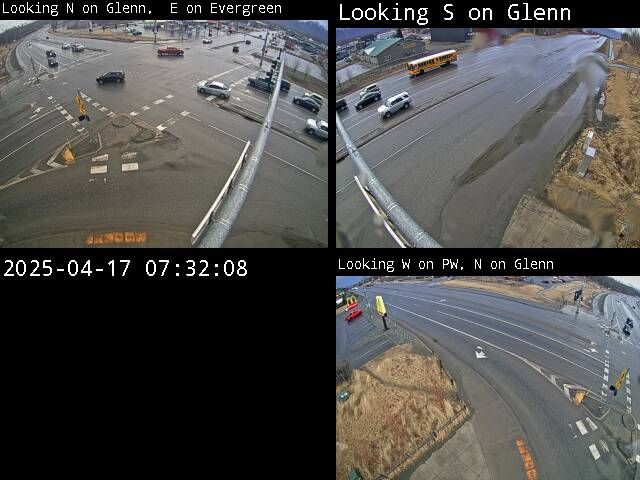 Looking N on Glenn,  E on Evergreen
Looking S on Glenn
2025-04-17 07:32:08
Looking W on PW, N on Glenn